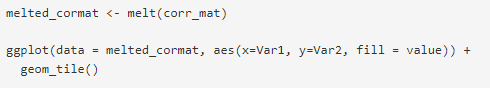 melted_cormat <- melt(corr_mat)
ggplot(data = melted_cormat, aes(x=Var1, y=Var2, fill = value)) +
  geom_tile()